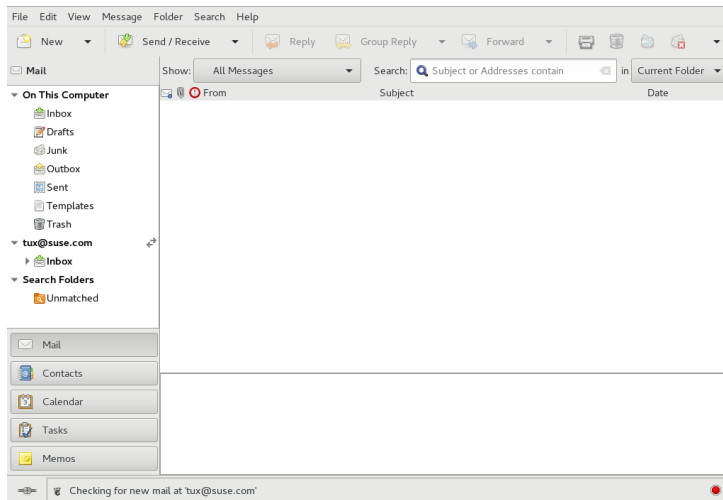 File Edit View Message Folder Search Help
New Send / Receive Reply Group Reply Forward
Mail Show: All Messages Search: Subject or Addresses contain in Current Folder
From Subject Date
On This Computer
Inbox
Drafts
Junk
Outbox
Sent
Templates
Trash
tux@suse.com
Inbox
Search Folders
Unmatched
Mail
Contacts
Calendar
Tasks
Memos
Checking for new mail at 'tux@suse.com'